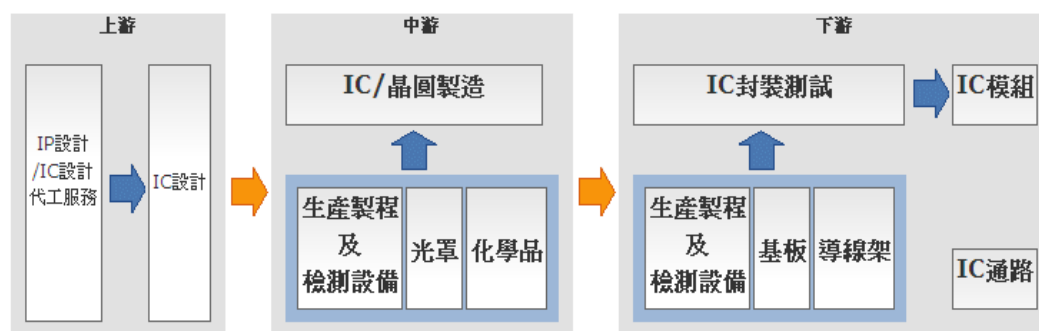 上游
IP設計
/IC設計
代工服務
IC設計
中游
IC/晶圓製造
生產製程
及
檢測設備
光罩
化學品
下游
IC封裝測試
IC模組
生產製程
及
檢測設備
基板
導線架
IC通路